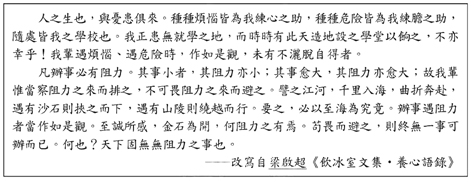 人之生也，與憂患俱來。種種煩惱皆為我練心之助，種種危險皆為我練膽之助，
隨處皆我之學校也。我正患無就學之地，而時時有此天造地設之學堂以餉之，不亦
幸乎！我輩遇煩惱、遇危險時，作如是觀，未有不灑脫自得者。
凡辦事必有阻力。其事小者，其阻力亦小；其事愈大，其阻力亦愈大；故我輩
惟當察阻力之來而排之，不可畏阻力之來而避之。譬之江河，千里入海，曲折奔赴，
遇有沙石則挾之而下，遇有山陵則繞越而行。要之，必以至海為究竟。辦事遇阻力
者當作如是觀。至誠所感，金石為開，何阻力之有焉。苟畏而避之，則終無一事可
辦而已。何也？天下固無無阻力之事也。
——改寫自梁啟超《飲冰室文集‧養心語錄》